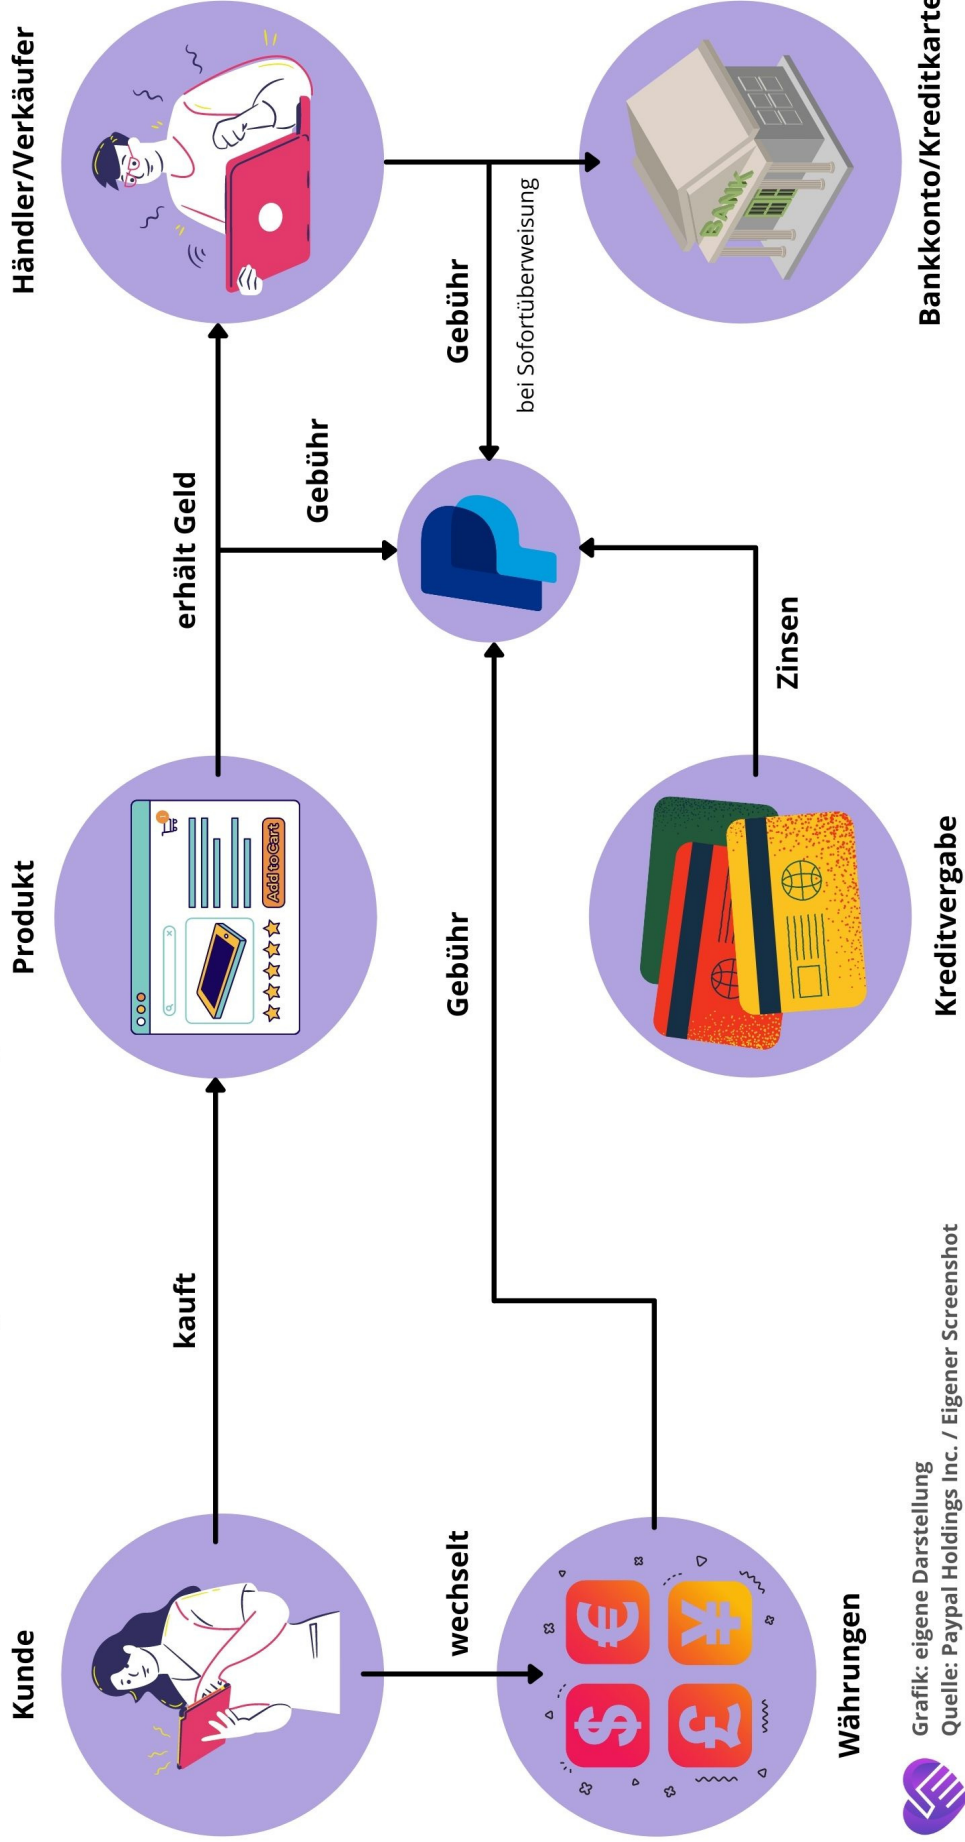 Kunde
Produkt
Händler/Verkäufer
kauft
erhält Geld
Add to Cart
Gebühr
wechselt
Gebühr
Gebühr
bei Sofortüberweisung
$
€
£
¥
Zinsen
BANK
Währungen
Kreditvergabe
Bankkonto/Kreditkarte
Grafik: eigene Darstellung
Quelle: Paypal Holdings Inc. / Eigener Screenshot